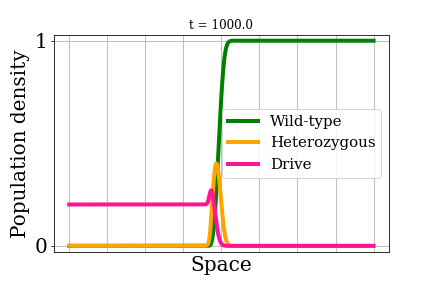 t = 1000.0
1
Population density
Wild-type
Heterozygous
Drive
0
Space